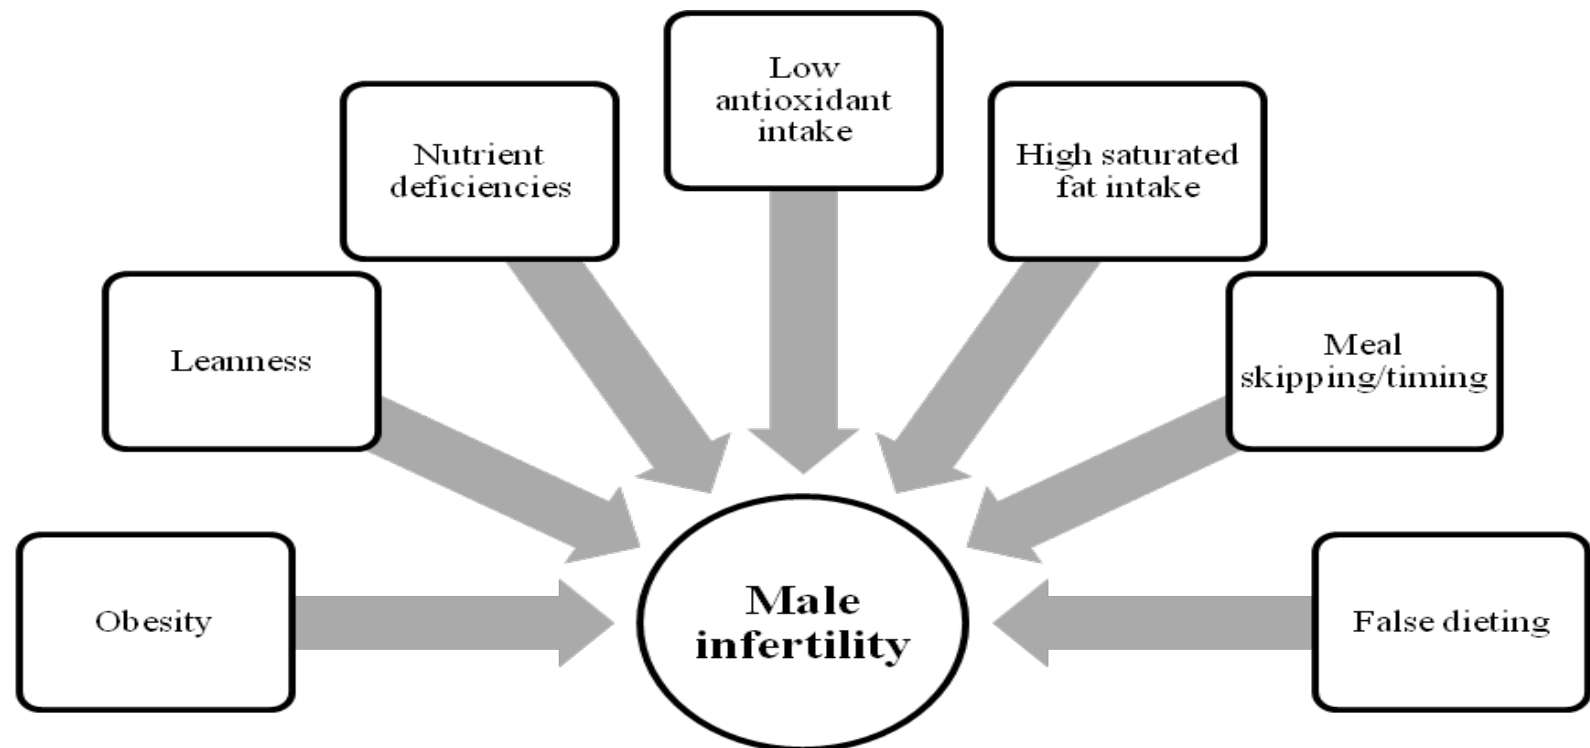 Low
antioxidant
intake
Nutrient
deficiencies
High saturated
fat intake
Leanness
Meal
skipping/timing
Obesity
Male
infertility
False dieting